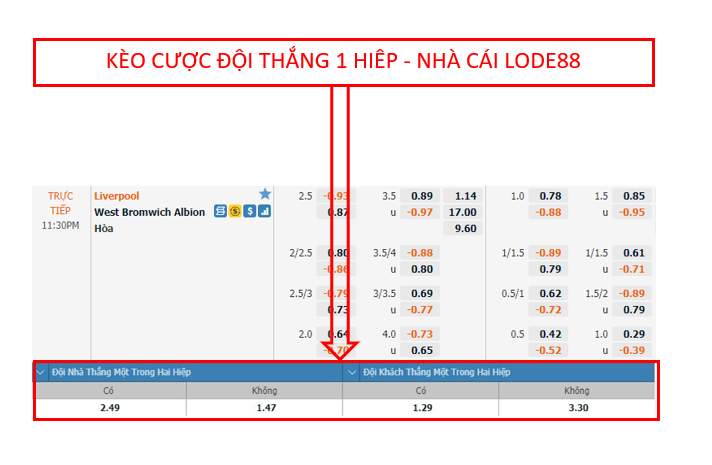 KÈO CƯỢC ĐỘI THẮNG 1 HIỆP - NHÀ CÁI LODE88
TRỰC Liverpool 2.5 -0.93 3.5 0.89 1.14 1.0 0.78 1.5 0.85
TIẾP West Bromwich Albion 0.87 u -0.97 17.00 -0.88 u -0.95
11:30PM Hòa 9.60
2/2.5 0.80 3.5/4 -0.88 1/1.5 -0.89 1/1.5 0.61
-0.86 u 0.80 0.79 u -0.71
2.5/3 -0.79 3/3.5 0.69 0.5/1 0.62 1.5/2 -0.89
0.73 u -0.77 -0.72 u 0.79
2.0 0.64 4.0 -0.73 0.5 0.42 1.0 0.29
-0.70 u 0.65 -0.52 u -0.39
Đội Nhà Thắng Một Trong Hai Hiệp Đội Khách Thắng Một Trong Hai Hiệp
Có Không Có Không
2.49 1.47 1.29 3.30